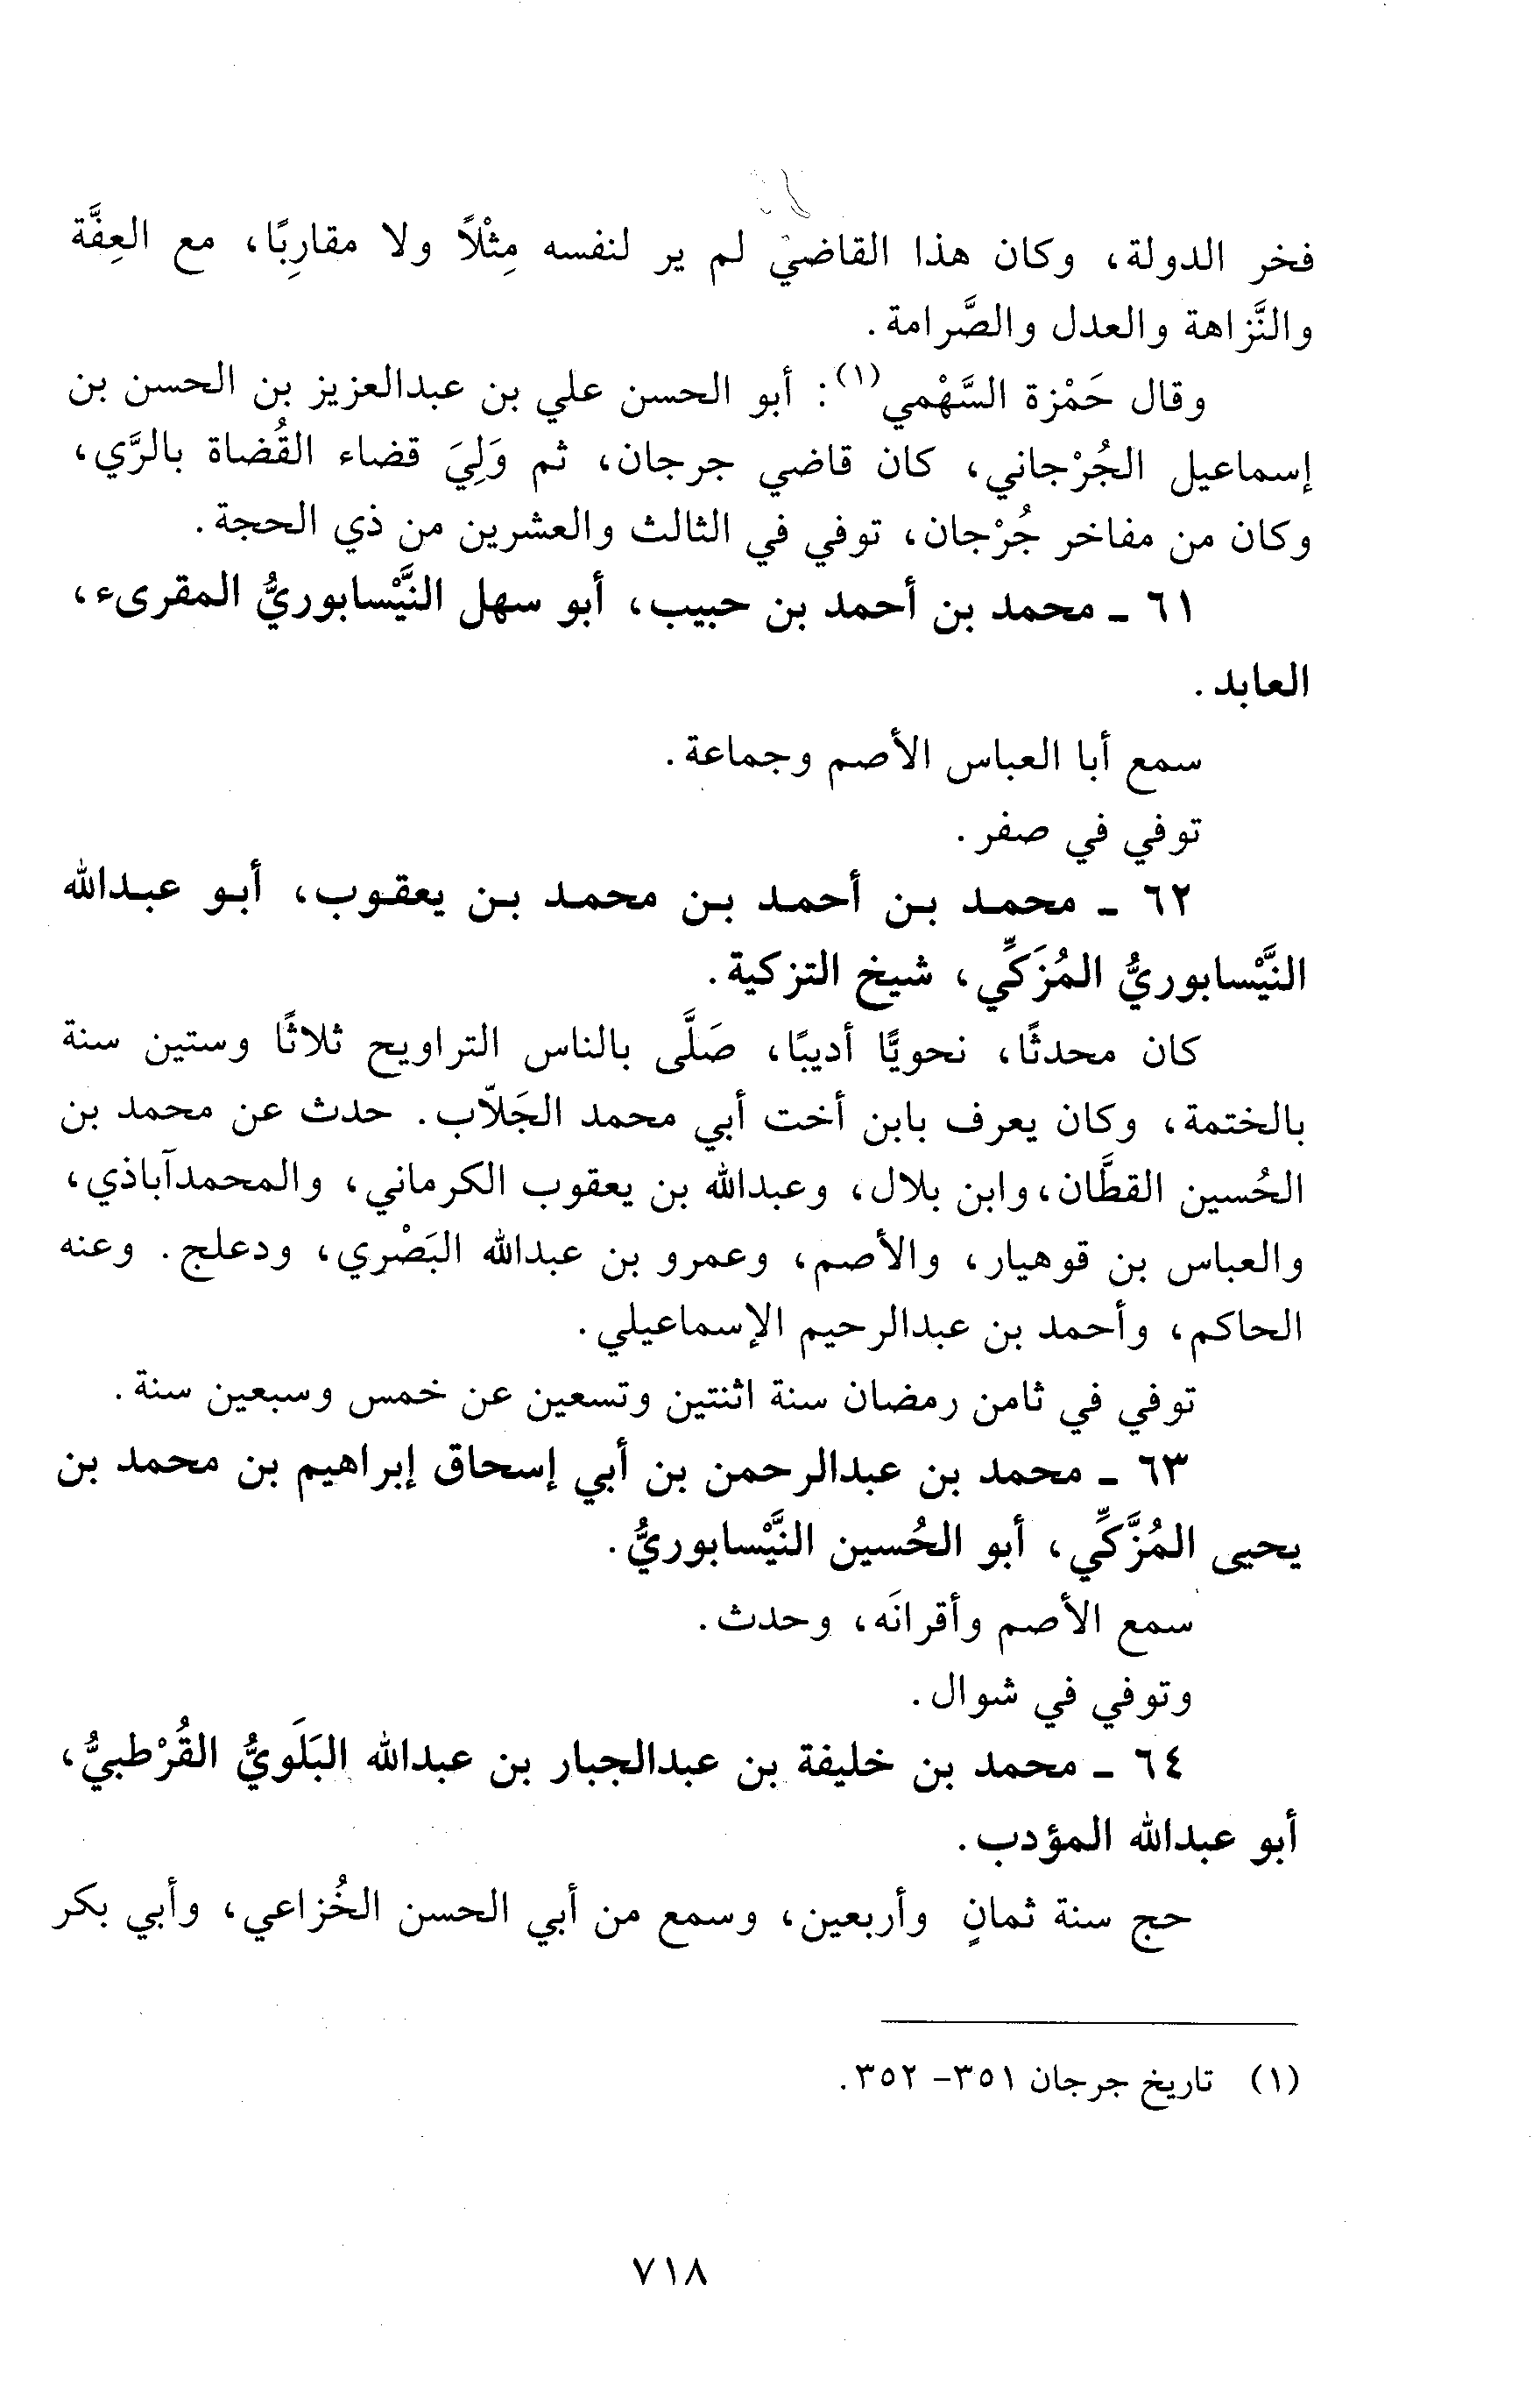 فخر الدولة، وكان هذا القاضي لم ير لنفسه مِثْلاً ولا مقاربًا، مع العِفَّة
والنَّزاهة والعدل والصَّرامة.
وقال حَمْزة السَّهْمي(١): أبو الحسن علي بن عبدالعزيز بن الحسن بن
إسماعيل الجُرْجاني، كان قاضي جرجان، ثم وَلِيَ قضاء القُضاة بالرَّي،
وكان من مفاخر جُرْجان، توفي في الثالث والعشرين من ذي الحجة.
٦١ ـ محمد بن أحمد بن حبيب، أبو سهل النَّيْسابوريُّ المقرىء،
العابد.
سمع أبا العباس الأصم وجماعة.
توفي في صفر.
٦٢ ـ محمد بن أحمد بن محمد بن يعقوب، أبو عبدالله
النَّيْسابوريُّ المُزَكِّي، شيخ التزكية.
كان محدثًا، نحويًّا أديبًا، صَلَّى بالناس التراويح ثلاثًا وستين سنة
بالختمة، وكان يعرف بابن أخت أبي محمد الجَلّاب. حدث عن محمد بن
الحُسين القطَّان، وابن بلال، وعبدالله بن يعقوب الكرماني، والمحمدآباذي،
والعباس بن قوهيار، والأصم، وعمرو بن عبدالله البَصْري، ودعلج. وعنه
الحاكم، وأحمد بن عبدالرحيم الإسماعيلي.
توفي في ثامن رمضان سنة اثنتين وتسعين عن خمس وسبعين سنة.
٦٣ ـ محمد بن عبدالرحمن بن أبي إسحاق إبراهيم بن محمد بن
يحيى المُزَّكِّي، أبو الحُسين النَّيْسابوريُّ.
سمع الأصم وأقرانَه، وحدث.
وتوفي في شوال.
٦٤ ـ محمد بن خليفة بن عبدالجبار بن عبدالله البَلَويُّ القُرْطبيُّ،
أبو عبدالله المؤدب.
حج سنة ثمانٍ وأربعين، وسمع من أبي الحسن الخُزاعي، وأبي بكر
(١) تاريخ جرجان ٣٥١- ٣٥٢.
٧١٨